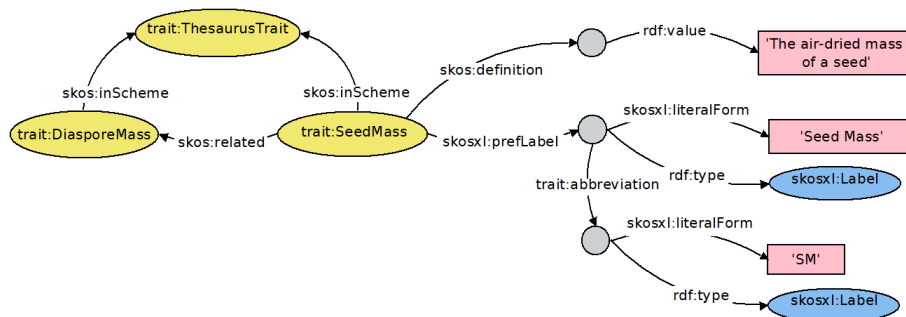 trait:ThesaurusTrait
rdf:value
'The air-dried mass
of a seed'
skos:definition
skos:inScheme
skos:inScheme
skosxl:literalForm
trait:DiasporeMass
skos:related
trait:SeedMass
skosxl:prefLabel
'Seed Mass'
rdf:type
skosxl:Label
trait:abbreviation
skosxl:literalForm
'SM'
rdf:type
skosxl:Label